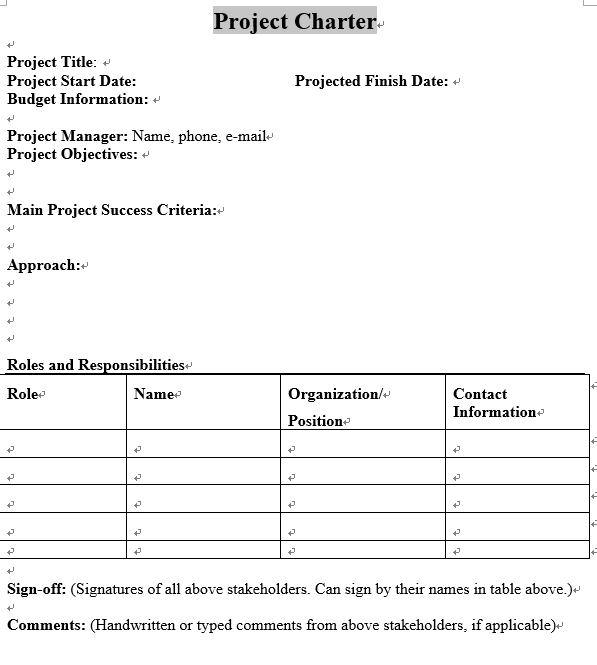 Project Charter
Project Title:
Project Start Date: Projected Finish Date:
Budget Information:
Project Manager: Name, phone, e-mail
Project Objectives:
Main Project Success Criteria:
Approach:
Roles and Responsibilities
Role Name Organization/ Contact
Position Information
Sign-off: (Signatures of all above stakeholders. Can sign by their names in table above.)
Comments: (Handwritten or typed comments from above stakeholders, if applicable)